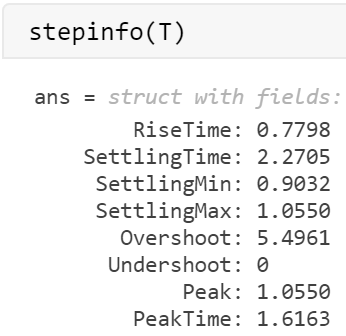 stepinfo(T)
ans = struct with fields:
RiseTime: 0.7798
SettlingTime: 2.2705
SettlingMin: 0.9032
SettlingMax: 1.0550
Overshoot: 5.4961
Undershoot: 0
Peak: 1.0550
PeakTime: 1.6163